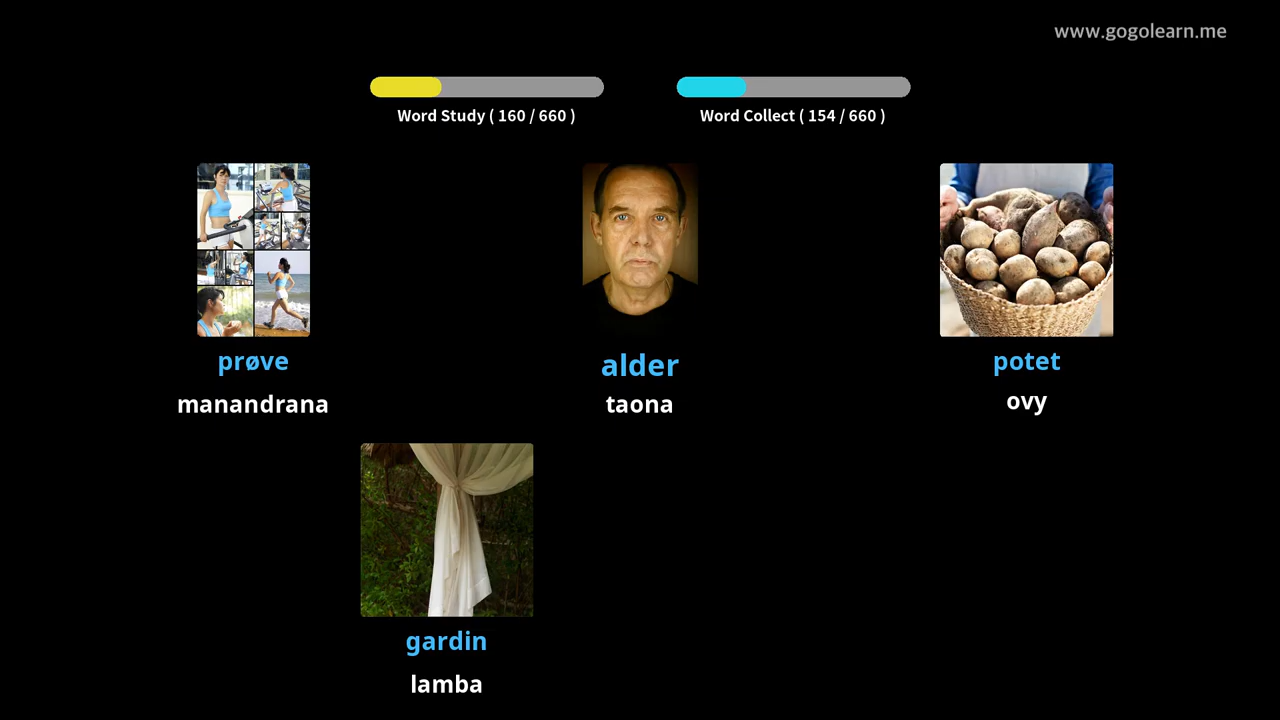 www.gogolearn.me
Word Study ( 160 / 660 )
Word Collect ( 154 / 660 )
prøve
manandrana
alder
taona
potet
ovy
gardin
lamba